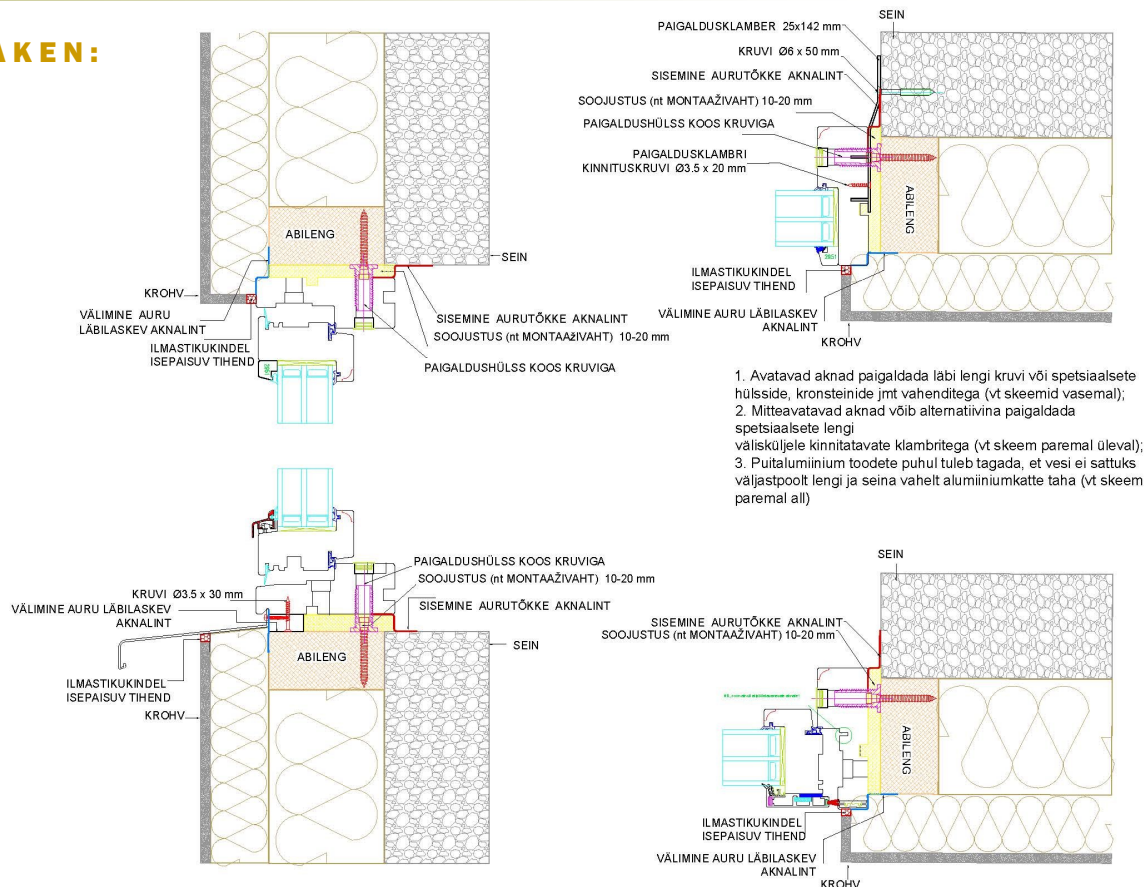 AKEN:
ABILENG
SEIN
KROHV
VÄLIMINE AURU
LÄBILASKEV AKNALINT
ILMASTIKUKINDEL
ISEPAISUV TIHEND
SISEMINE AURUTÕKKE AKNALINT
SOOJUSTUS (nt MONTAAžIVAHT) 10-20 mm
PAIGALDUSHÜLSS KOOS KRUVIGA
PAIGALDUSKLAMBER 25x142 mm
SEIN
KRUVI Ø6 x 50 mm
SISEMINE AURUTÕKKE AKNALINT
SOOJUSTUS (nt MONTAAŽIVAHT) 10-20 mm
PAIGALDUSHÜLSS KOOS KRUVIGA
PAIGALDUSKLAMBRI
KINNITUSKRUVI Ø3.5 x 20 mm
ABILENG
ILMASTIKUKINDEL
ISEPAISUV TIHEND
VÄLIMINE AURU LÄBILASKEV
AKNALINT
KROHV
1. Avatavad aknad paigaldada läbi lengi kruvi või spetsiaalsete
hülsside, kronsteinide jmt vahenditega (vt skeemid vasemal);
2. Mitteavatavad aknad võib alternatiivina paigaldada
spetsiaalsete lengi
välisküljele kinnitatavate klambritega (vt skeem paremal üleval);
3. Puitalumiinium toodete puhul tuleb tagada, et vesi ei sattuks
väljastpoolt lengi ja seina vahelt alumiiniumkatte taha (vt skeem
paremal all)
PAIGALDUSHÜLSS KOOS KRUVIGA
SOOJUSTUS (nt MONTAAŽIVAHT) 10-20 mm
SISEMINE AURUTÕKKE AKNALINT
KRUVI Ø3.5 x 30 mm
VÄLIMINE AURU LÄBILASKEV
AKNALINT
SEIN
ABILENG
ILMASTIKUKINDEL
ISEPAISUV TIHEND
KROHV
SEIN
SISEMINE AURUTÕKKE AKNALINT
SOOJUSTUS (nt MONTAAŽIVAHT) 10-20 mm
ABILENG
ILMASTIKUKINDEL
ISEPAISUV TIHEND
VÄLIMINE AURU LÄBILASKEV
AKNALINT
KROHV